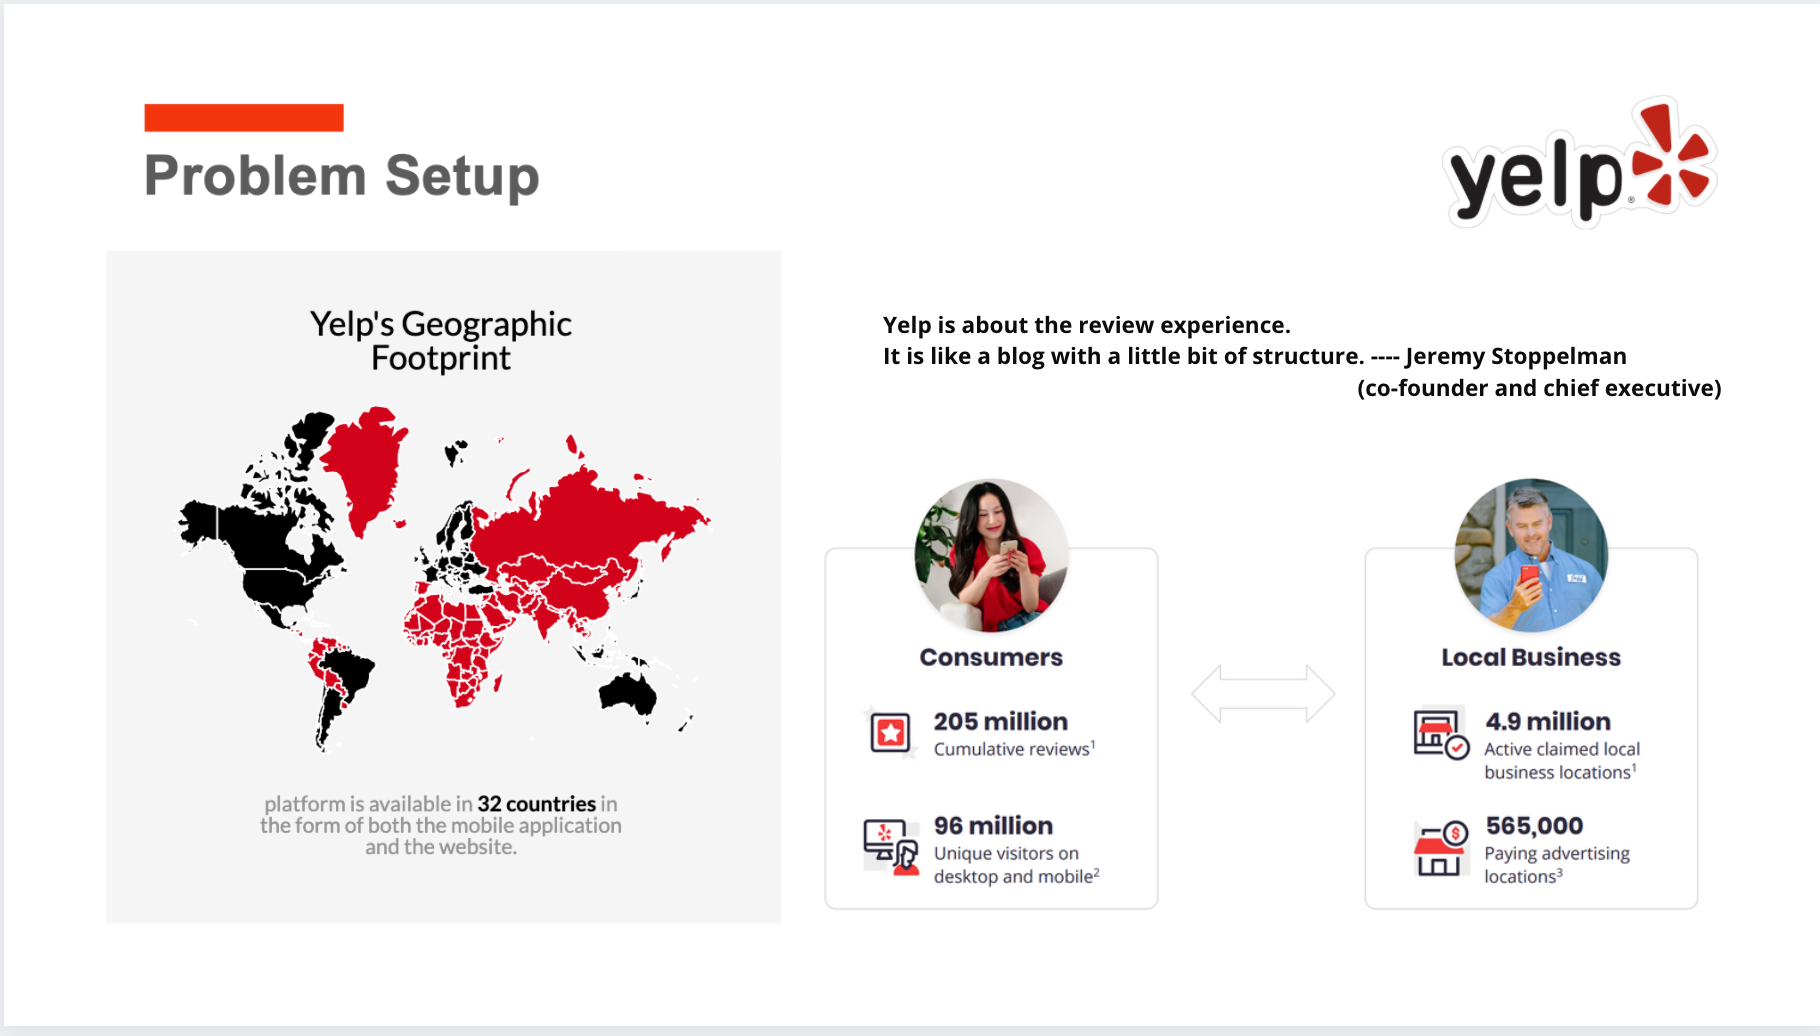 Problem Setup
yelp
®
Yelp's Geographic
Footprint
platform is available in 32 countries in
the form of both the mobile application
and the website.
Yelp is about the review experience.
It is like a blog with a little bit of structure. ---- Jeremy Stoppelman
(co-founder and chief executive)
Consumers
205 million
Cumulative reviews¹
96 million
Unique visitors on
desktop and mobile²
Local Business
4.9 million
Active claimed local
business locations¹
$
565,000
Paying advertising
locations³